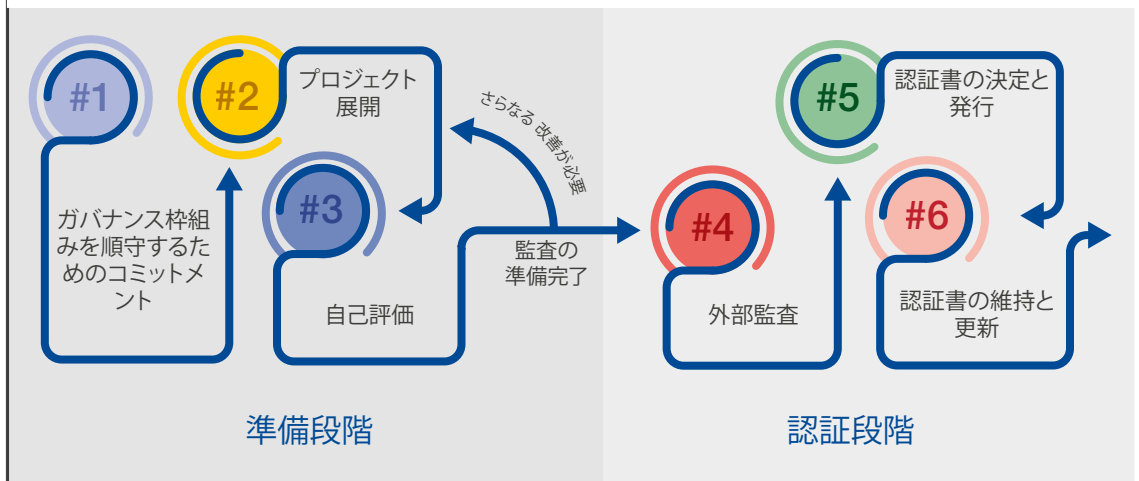 #1
ガバナンス枠組
みを順守するた
めのコミットメ
ント
#2
プロジェクト
展開
#3
自己評価
さらなる 改善が必要
監査の
準備完了
準備段階
#4
外部監査
#5
認証書の決定と
発行
#6
認証書の維持と
更新
認証段階